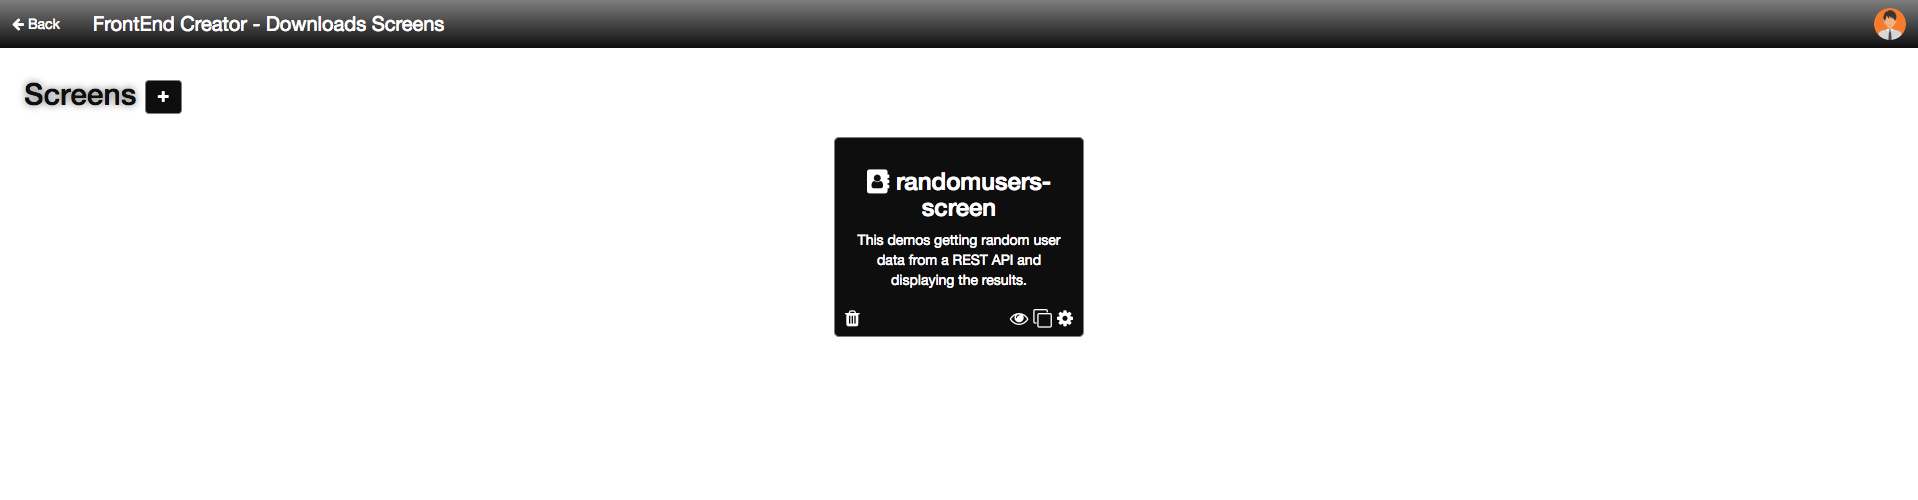 Back
FrontEnd Creator - Downloads Screens
Screens
randomusers-
screen
This demos getting random user
data from a REST API and
displaying the results.